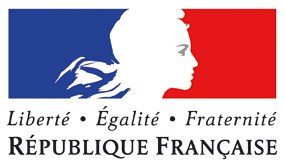 Liberté • Égalité • Fraternité
RÉPUBLIQUE FRANÇAISE